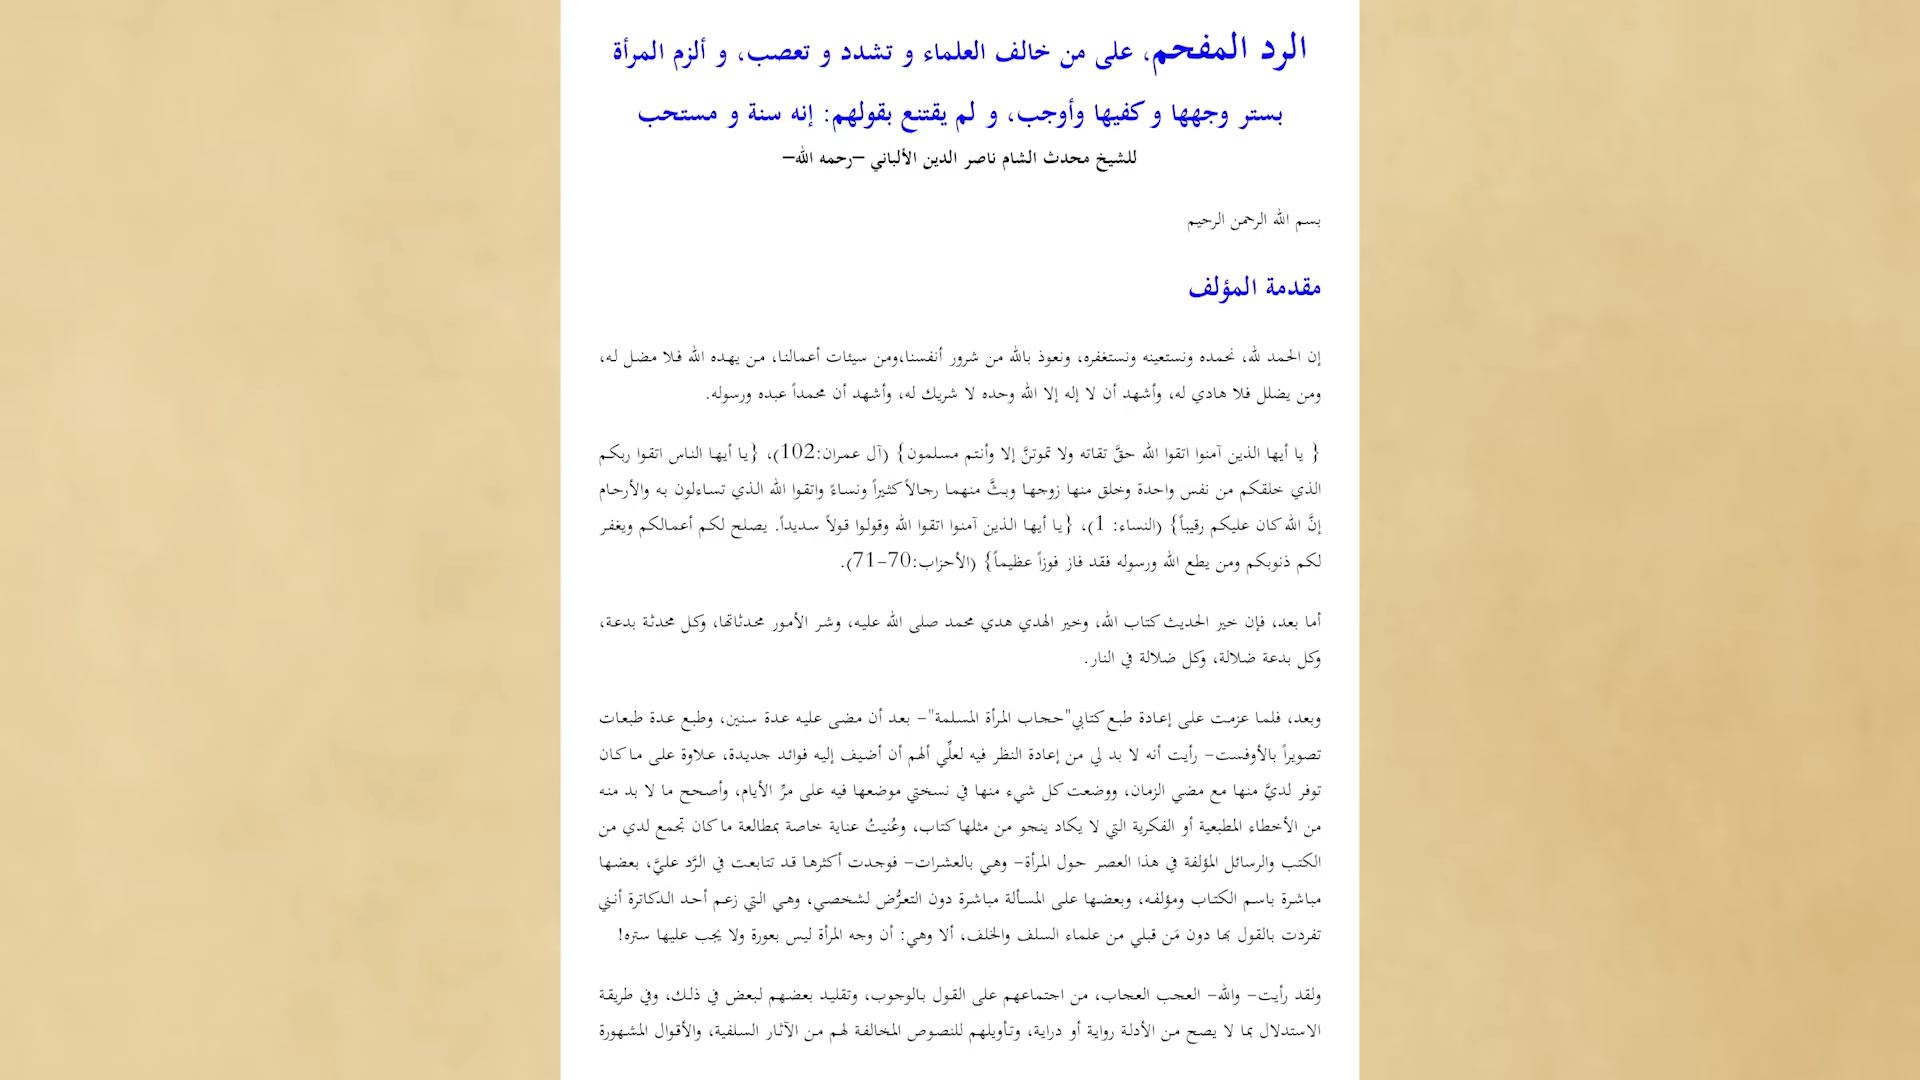 الرد المفحم، على من خالف العلماء و تشدد و تعصب، و ألزم المرأة
بستر وجهها و كفيها وأوجب، و لم يقتنع بقولهم: إنه سنة و مستحب
للشيخ محدث الشام ناصر الدين الألباني –رحمه الله–
بسم الله الرحمن الرحيم
مقدمة المؤلف
إن الحمد لله، نحمده ونستعينه ونستغفره، ونعوذ بالله من شرور أنفسنا،ومن سيئات أعمالنا، من يهده الله فلا مضل له،
ومن يضلل فلا هادي له، وأشهد أن لا إله إلا الله وحده لا شريك له، وأشهد أن محمداً عبده ورسوله.
{ يا أيها الذين آمنوا اتقوا الله حقَّ تقاته ولا تموتنَّ إلا وأنتم مسلمون} (آل عمران:102)، {يا أيها الناس اتقوا ربكم
الذي خلقكم من نفس واحدة وخلق منها زوجها وبثَّ منهما رجالاً كثيراً ونساءً واتقوا الله الذي تساءلون به والأرحام
إنَّ الله كان عليكم رقيباً} (النساء: 1)، {يا أيها الذين آمنوا اتقوا الله وقولوا قولاً سديداً. يصلح لكم أعمالكم ويغفر
لكم ذنوبكم ومن يطع الله ورسوله فقد فاز فوزاً عظيماً} (الأحزاب:70-71).
أما بعد، فإن خير الحديث كتاب الله، وخير الهدي هدي محمد صلى الله عليه، وشر الأمور محدثاتها، وكل محدثة بدعة،
وكل بدعة ضلالة، وكل ضلالة في النار.
وبعد، فلما عزمت على إعادة طبع كتابي"حجاب المرأة المسلمة"- بعد أن مضى عليه عدة سنين، وطبع عدة طبعات
تصويراً بالأوفست- رأيت أنه لا بد لي من إعادة النظر فيه لعلِّي ألهم أن أضيف إليه فوائد جديدة، علاوة على ما كان
توفر لديَّ منها مع مضي الزمان، ووضعت كل شيء منها في نسختي موضعها فيه على مرِّ الأيام، وأصحح ما لا بد منه
من الأخطاء المطبعية أو الفكرية التي لا يكاد ينجو من مثلها كتاب، وعُنيتُ عناية خاصة بمطالعة ما كان تجمع لدي من
الكتب والرسائل المؤلفة في هذا العصر حول المرأة- وهي بالعشرات- فوجدت أكثرها قد تتابعت في الرَّد عليَّ، بعضها
مباشرة باسم الكتاب ومؤلفه، وبعضها على المسألة مباشرة دون التعرُّض لشخصي، وهي التي زعم أحد الدكاترة أنني
تفردت بالقول بها دون مَن قبلي من علماء السلف والخلف، ألا وهي: أن وجه المرأة ليس بعورة ولا يجب عليها ستره!
ولقد رأيت- والله- العجب العجاب، من اجتماعهم على القول بالوجوب، وتقليد بعضهم لبعض في ذلك، وفي طريقة
الاستدلال بما لا يصح من الأدلة رواية أو دراية، وتأويلهم للنصوص المخالفة لهم من الآثار السلفية، والأقوال المشهورة